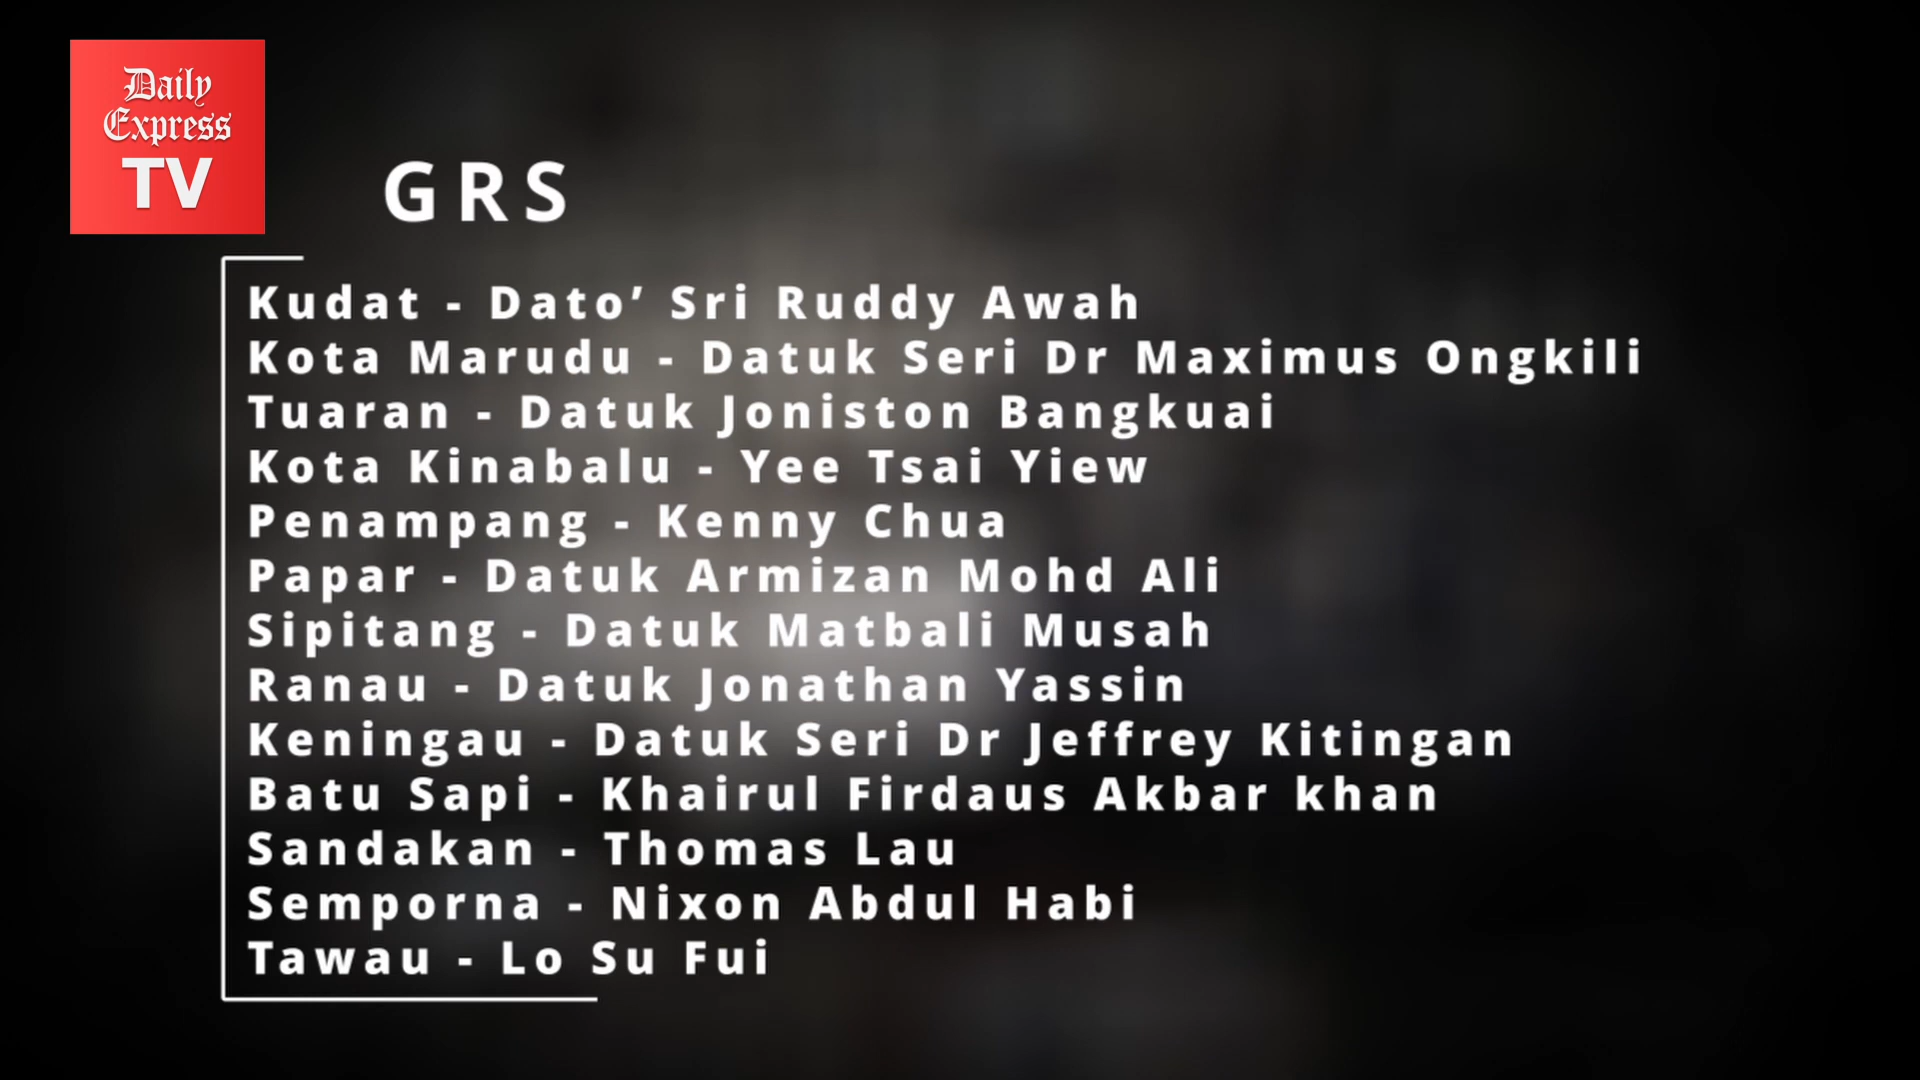 Daily
Express
TV
GRS
Kudat - Dato’ Sri Ruddy Awah
Kota Marudu - Datuk Seri Dr Maximus Ongkili
Tuaran - Datuk Joniston Bangkuai
Kota Kinabalu - Yee Tsai Yiew
Penampang - Kenny Chua
Papar - Datuk Armizan Mohd Ali
Sipitang - Datuk Matbali Musah
Ranau - Datuk Jonathan Yassin
Keningau - Datuk Seri Dr Jeffrey Kitingan
Batu Sapi - Khairul Firdaus Akbar khan
Sandakan - Thomas Lau
Semporna - Nixon Abdul Habi
Tawau - Lo Su Fui